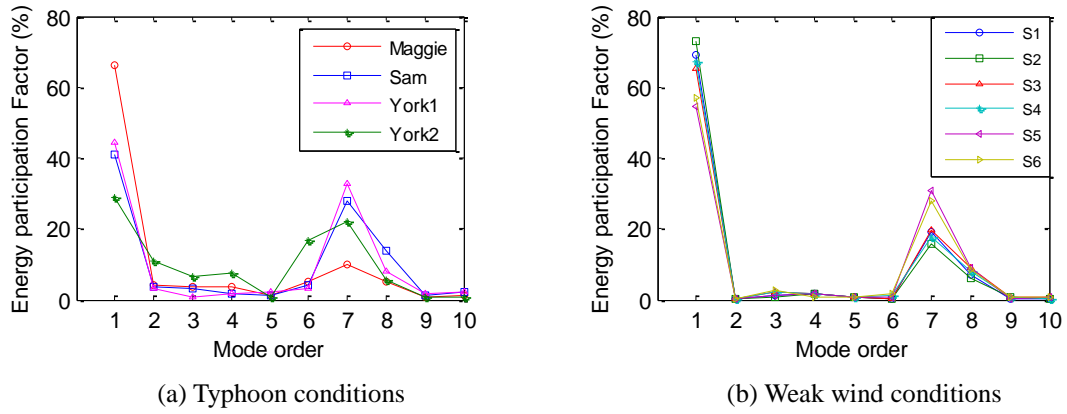 Energy participation Factor (%)
80
60
40
20
0
1 2 3 4 5 6 7 8 9 10
Mode order
Maggie
Sam
York1
York2
(a) Typhoon conditions
Energy participation Factor (%)
80
60
40
20
0
1 2 3 4 5 6 7 8 9 10
Mode order
S1
S2
S3
S4
S5
S6
(b) Weak wind conditions